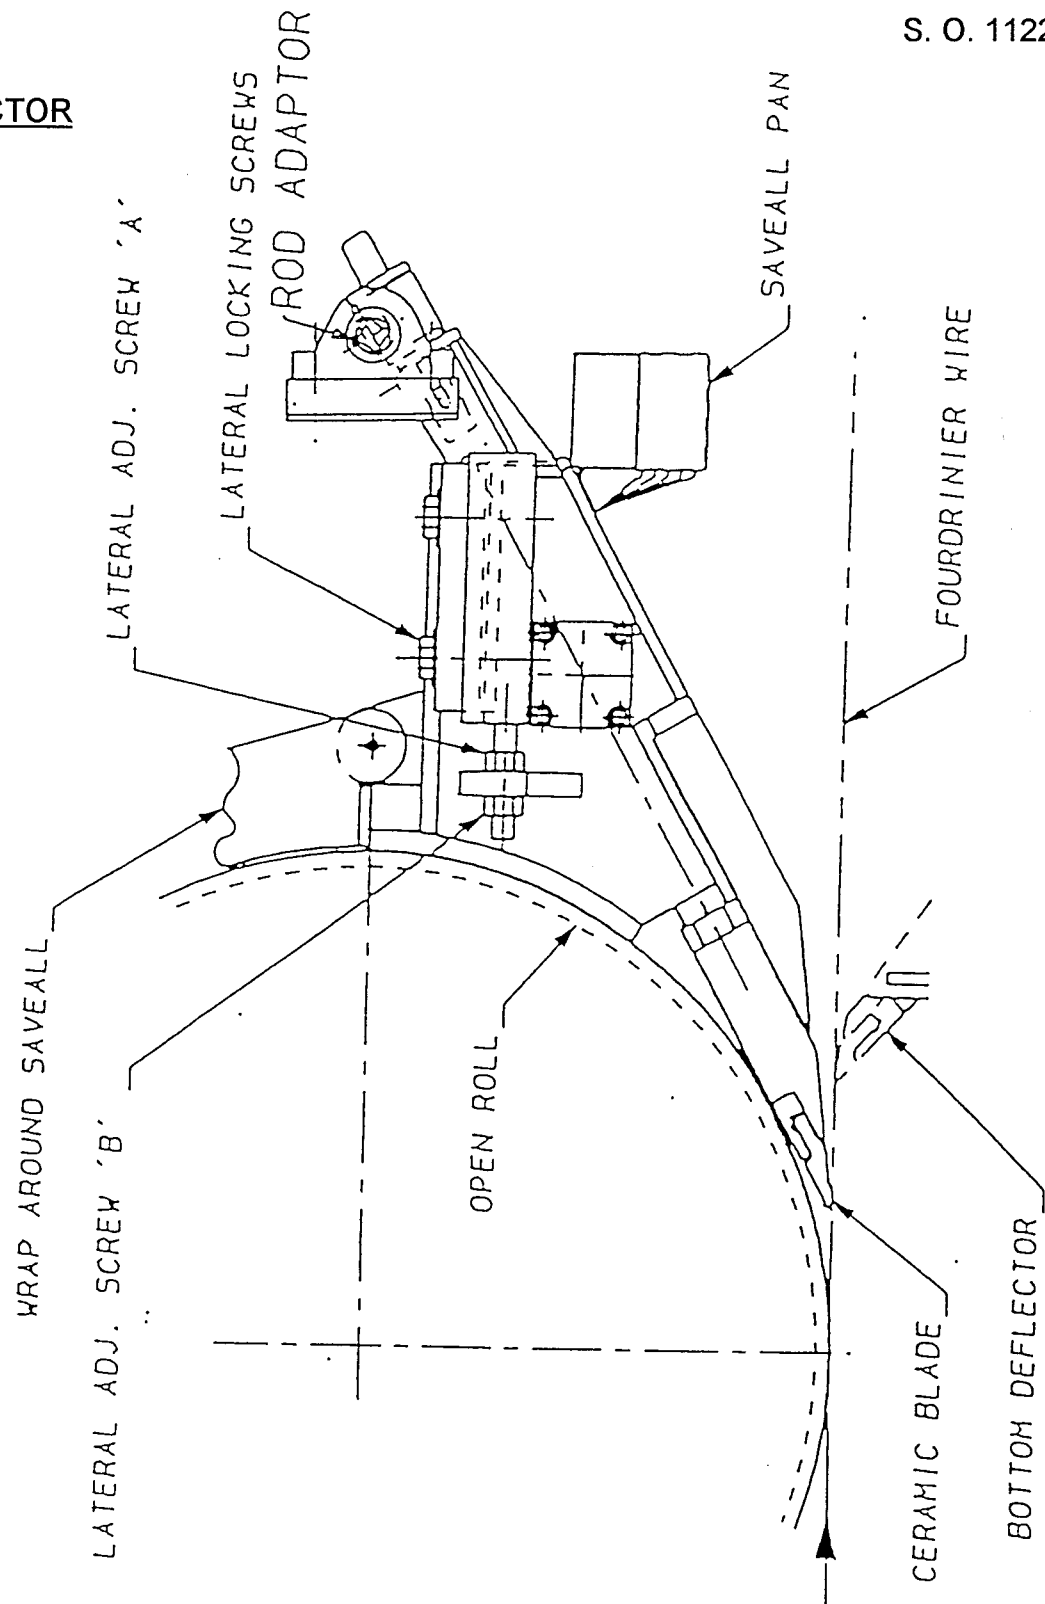 S. O. 1122
CTOR
LATERAL LOCKING SCREWS
ROD ADAPTOR
LATERAL ADJ. SCREW 'A'
SAVEALL PAN
FOURDRINIER WIRE
WRAP AROUND SAVEALL
LATERAL ADJ. SCREW 'B'
OPEN ROLL
CERAMIC BLADE
BOTTOM DEFLECTOR